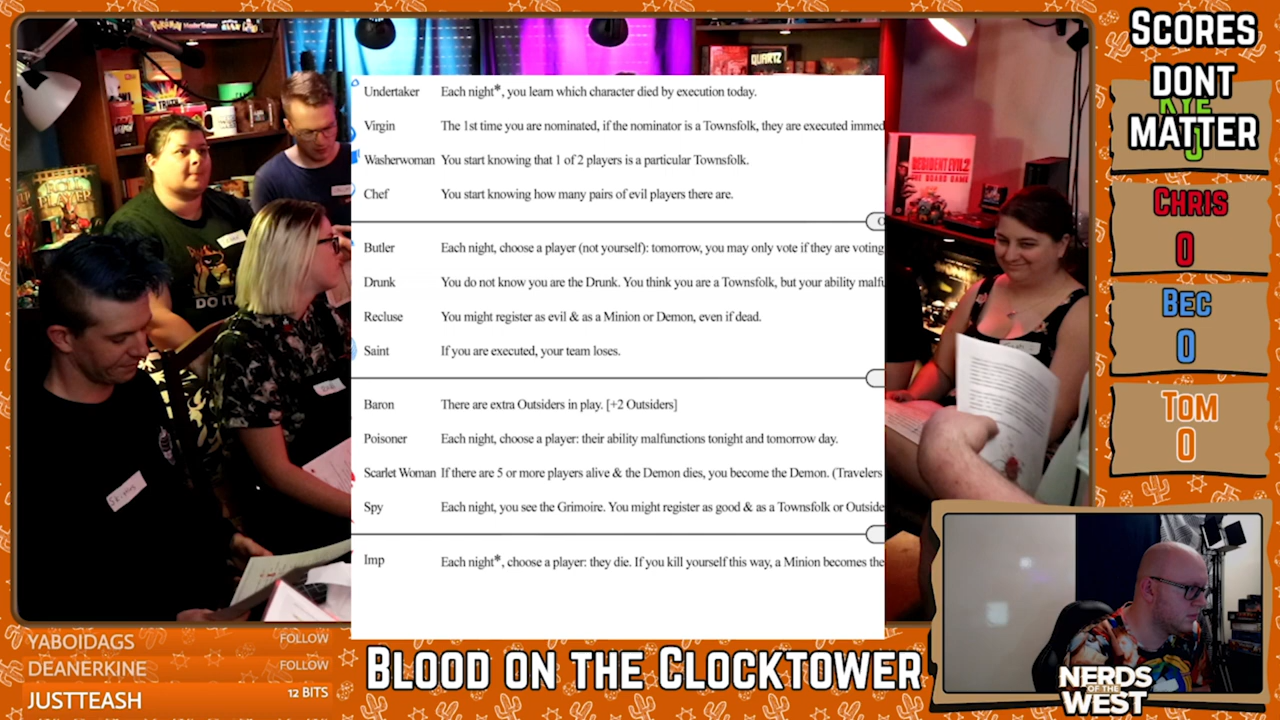 SCORES
DONT
MATTER
CHRIS
0
BEC
0
TOM
0
QUARTZ
RESIDENT EVIL 2
THE BOARD GAME
DO IT
Undertaker Each night*, you learn which character died by execution today.
Virgin The 1st time you are nominated, if the nominator is a Townsfolk, they are executed immed
Washerwoman You start knowing that 1 of 2 players is a particular Townsfolk.
Chef You start knowing how many pairs of evil players there are.
Butler Each night, choose a player (not yourself): tomorrow, you may only vote if they are voting
Drunk You do not know you are the Drunk. You think you are a Townsfolk, but your ability malfu
Recluse You might register as evil & as a Minion or Demon, even if dead.
Saint If you are executed, your team loses.
Baron There are extra Outsiders in play. [+2 Outsiders]
Poisoner Each night, choose a player: their ability malfunctions tonight and tomorrow day.
Scarlet Woman If there are 5 or more players alive & the Demon dies, you become the Demon. (Travelers
Spy Each night, you see the Grimoire. You might register as good & as a Townsfolk or Outside
Imp Each night*, choose a player: they die. If you kill yourself this way, a Minion becomes the
YABOIDAGS FOLLOW
DEANERKINE FOLLOW
JUSTTEASH 12 BITS
BLOOD ON THE CLOCKTOWER
NERDS
OF THE
WEST